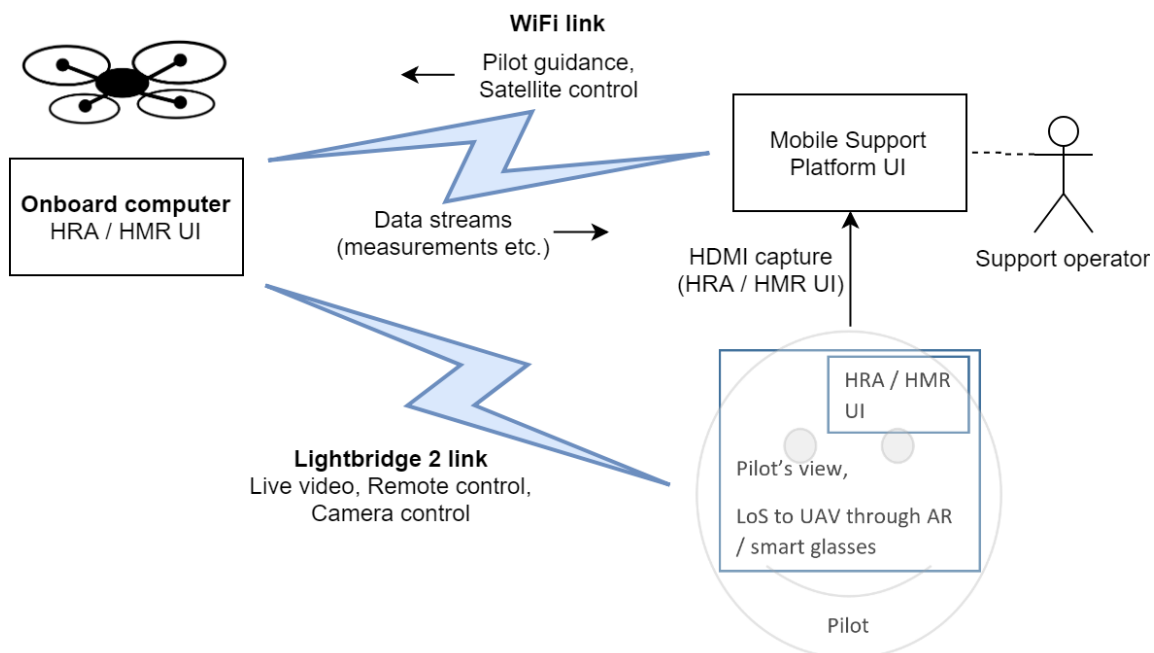 WiFi link
Pilot guidance,
Satellite control
Onboard computer
HRA / HMR UI
Data streams
(measurements etc.)
Mobile Support
Platform UI
Support operator
HDMI capture
(HRA / HMR UI)
Lightbridge 2 link
Live video, Remote control,
Camera control
HRA / HMR
UI
Pilot's view,
LoS to UAV through AR
/ smart glasses
Pilot